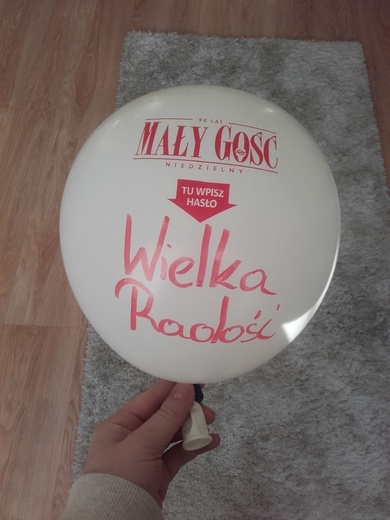 90 LAT
MAŁY GOŚĆ
NIEDZIELNY
TU WPISZ
HASŁO
Wielka
Radość